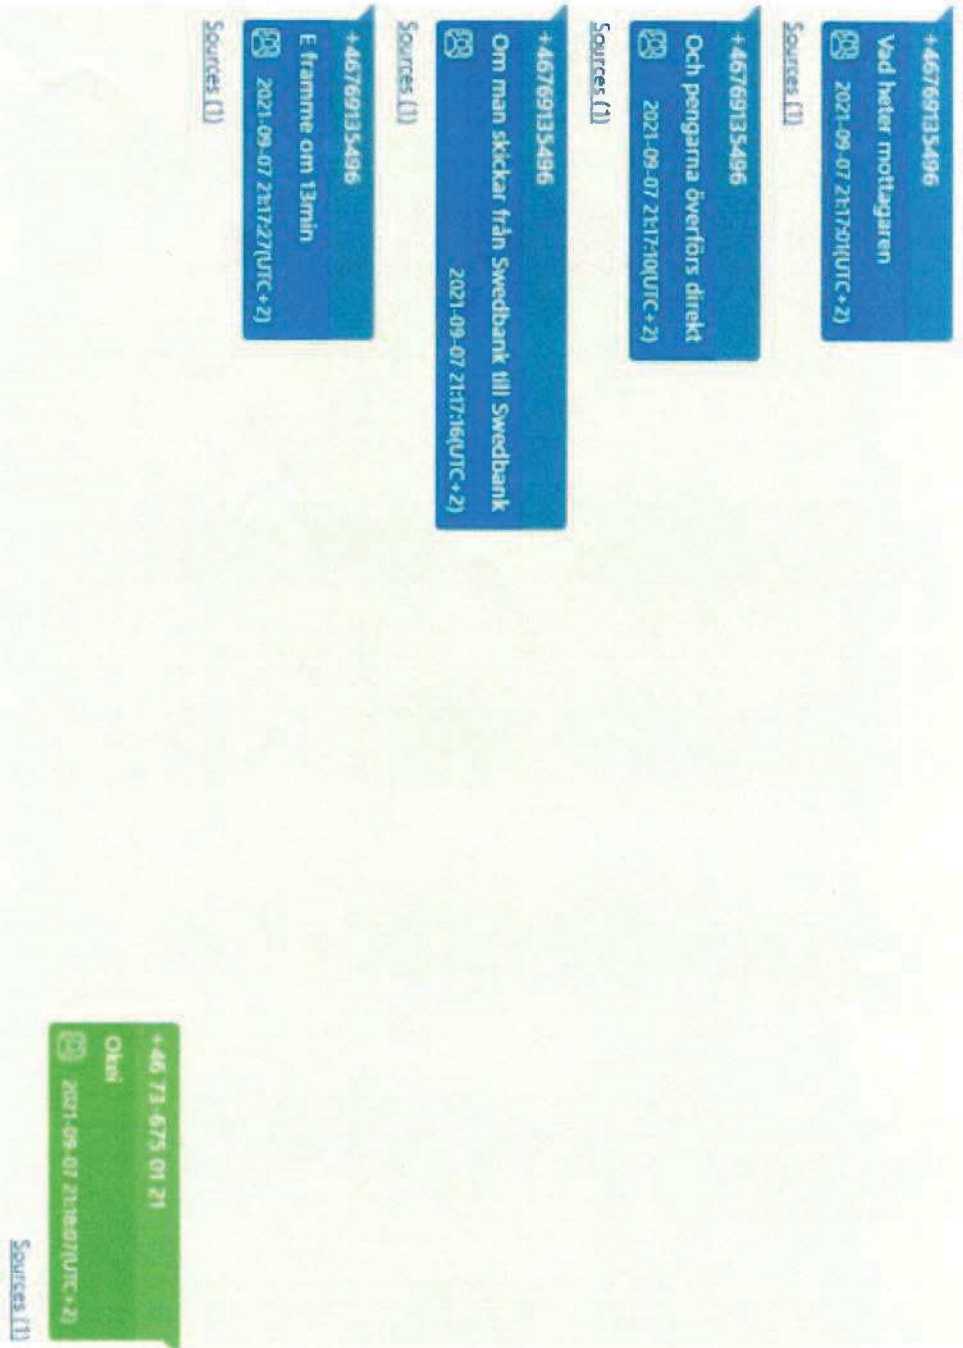 +46769135496
Vad heter mottagaren
2021-09-07 21:17:01(UTC+2)
Sources (1)
+46769135496
Och pengarna överförs direkt
2021-09-07 21:17:10(UTC+2)
Sources (1)
+46769135496
Om man skickar från Swedbank till Swedbank
2021-09-07 21:17:16(UTC+2)
Sources (1)
+46769135496
E framme om 13min
2021-09-07 21:17:27(UTC+2)
Sources (1)
+46 73-675 01 21
Okei
2021-09-07 21:18:07(UTC+2)
Sources (1)